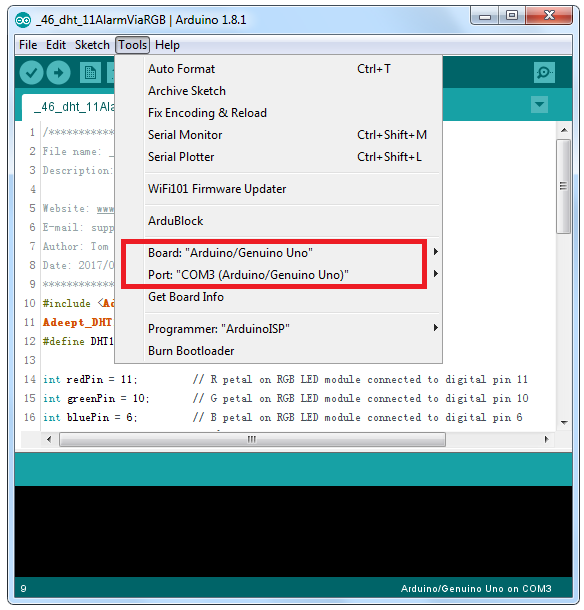 _46_dht_11AlarmViaRGB | Arduino 1.8.1
File Edit Sketch Tools Help
Auto Format Ctrl+T
Archive Sketch
Fix Encoding & Reload
Serial Monitor Ctrl+Shift+M
Serial Plotter Ctrl+Shift+L
WiFi101 Firmware Updater
ArduBlock
Board: "Arduino/Genuino Uno"
Port: "COM3 (Arduino/Genuino Uno)"
Get Board Info
Programmer: "ArduinoISP"
Burn Bootloader
_46_dht_11Alarm
1 /*************
2 File name: _
3 Description:
4
5 Website: www
6 E-mail: supp
7 Author: Tom
8 Date: 2017/0
9 *************
10 #include <Ad
11 Adeept_DHT
12 #define DHT1
13
14 int redPin = 11; // R petal on RGB LED module connected to digital pin 11
15 int greenPin = 10; // G petal on RGB LED module connected to digital pin 10
16 int bluePin = 6; // B petal on RGB LED module connected to digital pin 6
9 Arduino/Genuino Uno on COM3